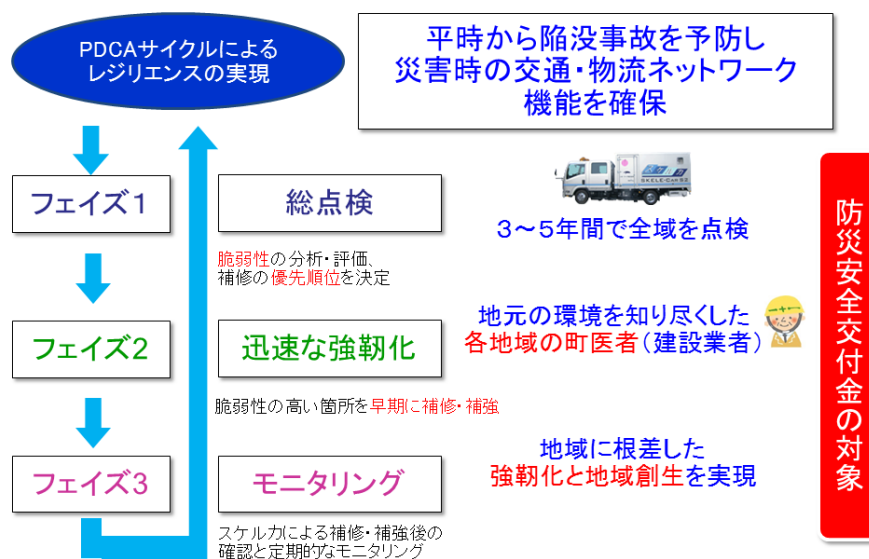 PDCAサイクルによる
レジリエンスの実現
平時から陥没事故を予防し
災害時の交通・物流ネットワーク
機能を確保
フェイズ1
総点検
SKELE-CAR
3～5年間で全域を点検
脆弱性の分析・評価、
補修の優先順位を決定
フェイズ2
迅速な強靭化
地元の環境を知り尽くした
各地域の町医者(建設業者)
脆弱性の高い箇所を早期に補修・補強
フェイズ3
モニタリング
地域に根差した
強靭化と地域創生を実現
スケルカによる補修・補強後の
確認と定期的なモニタリング
防災安全交付金の対象